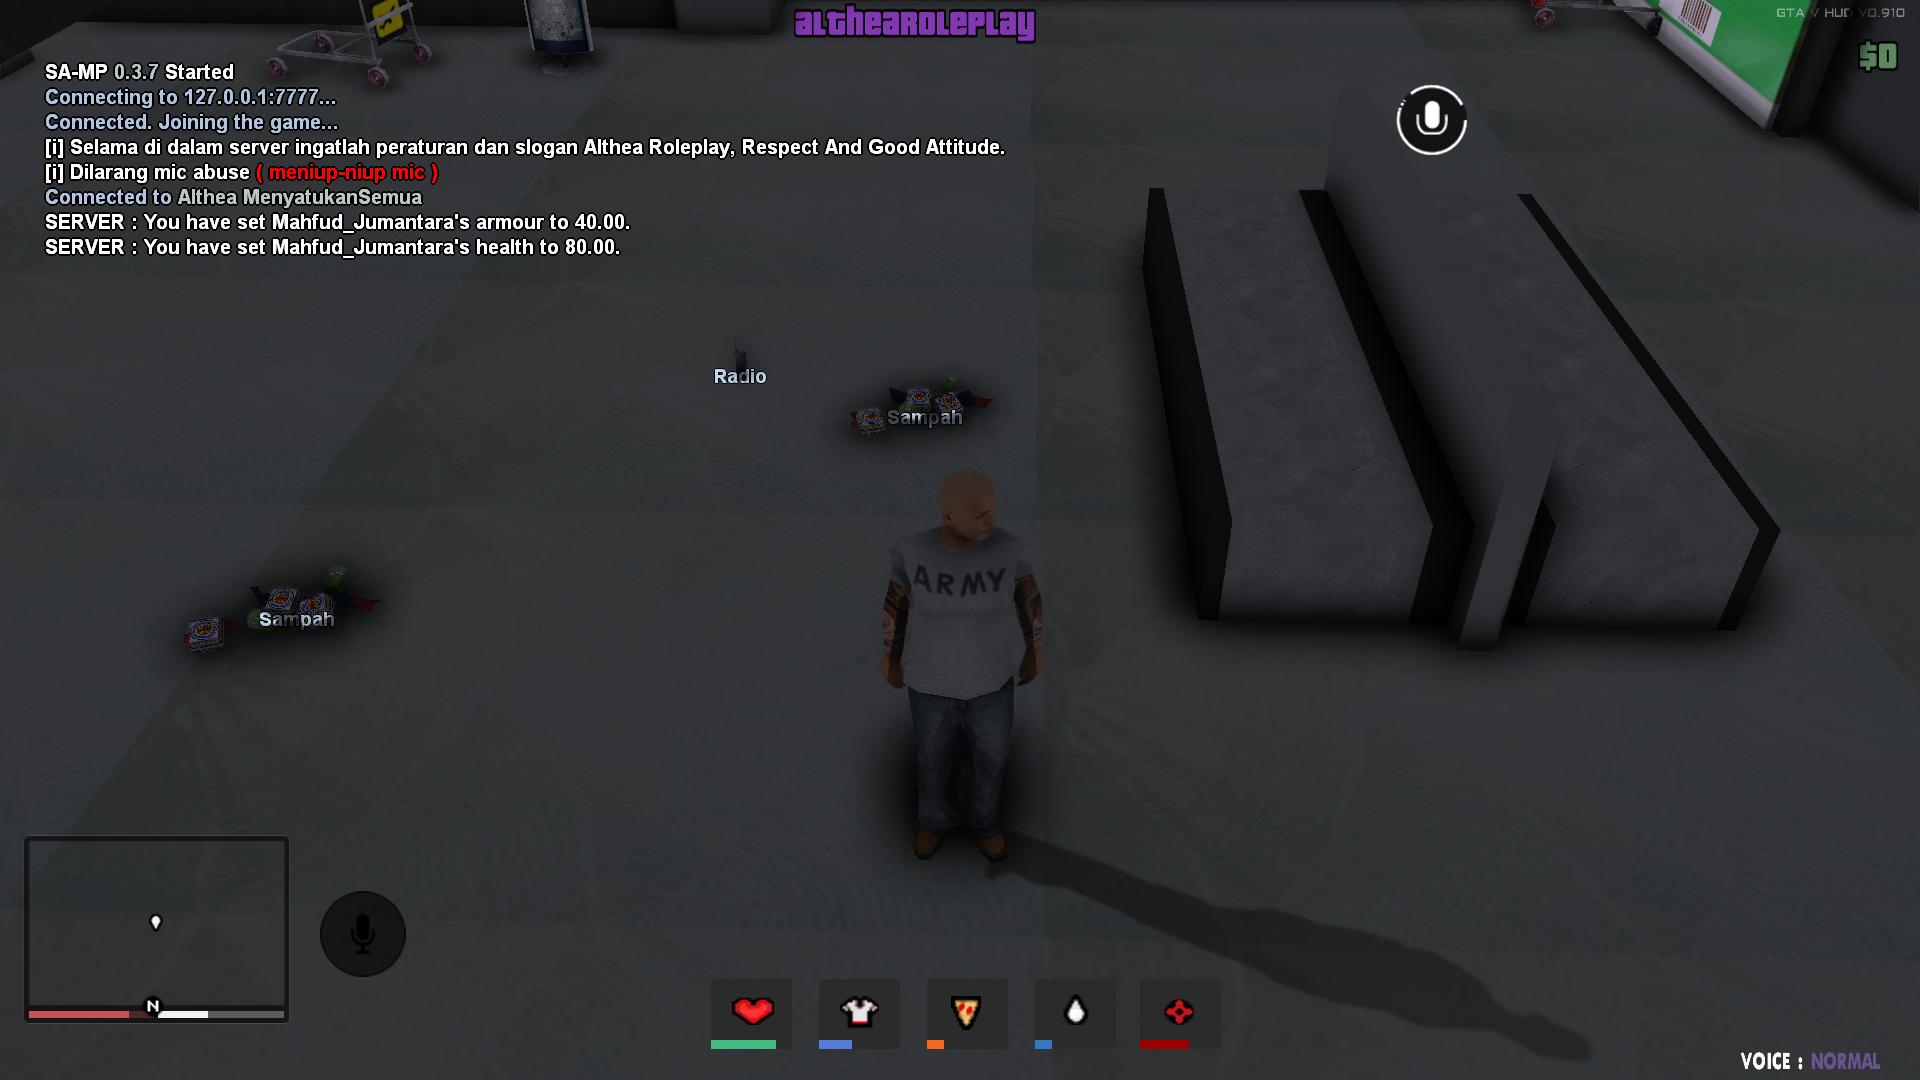 althearoleplay
GTA V HUD V0.910
$0
SA-MP 0.3.7 Started
Connecting to 127.0.0.1:7777...
Connected. Joining the game...
[i] Selama di dalam server ingatlah peraturan dan slogan Althea Roleplay, Respect And Good Attitude.
[i] Dilarang mic abuse ( meniup-niup mic )
Connected to Althea MenyatukanSemua
SERVER : You have set Mahfud_Jumantara's armour to 40.00.
SERVER : You have set Mahfud_Jumantara's health to 80.00.
Radio
Sampah
ARMY
Sampah
N
VOICE : NORMAL